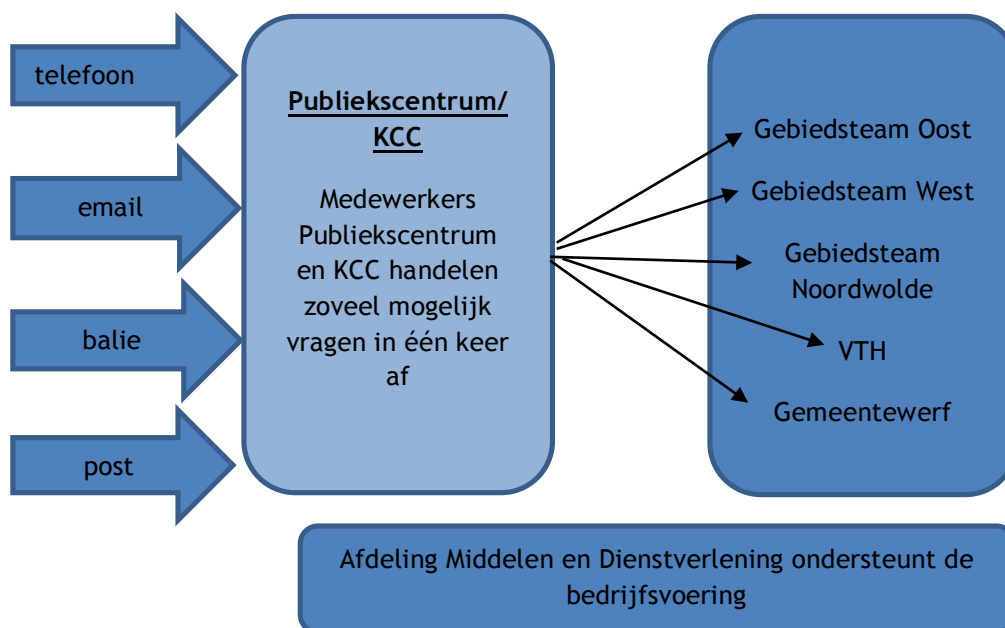 telefoon
email
balie
post
Publiekscentrum/
KCC
Medewerkers
Publiekscentrum
en KCC handelen
zoveel mogelijk
vragen in één keer
af
Gebiedsteam Oost
Gebiedsteam West
Gebiedsteam
Noordwolde
VTH
Gemeentewerf
Afdeling Middelen en Dienstverlening ondersteunt de
bedrijfsvoering